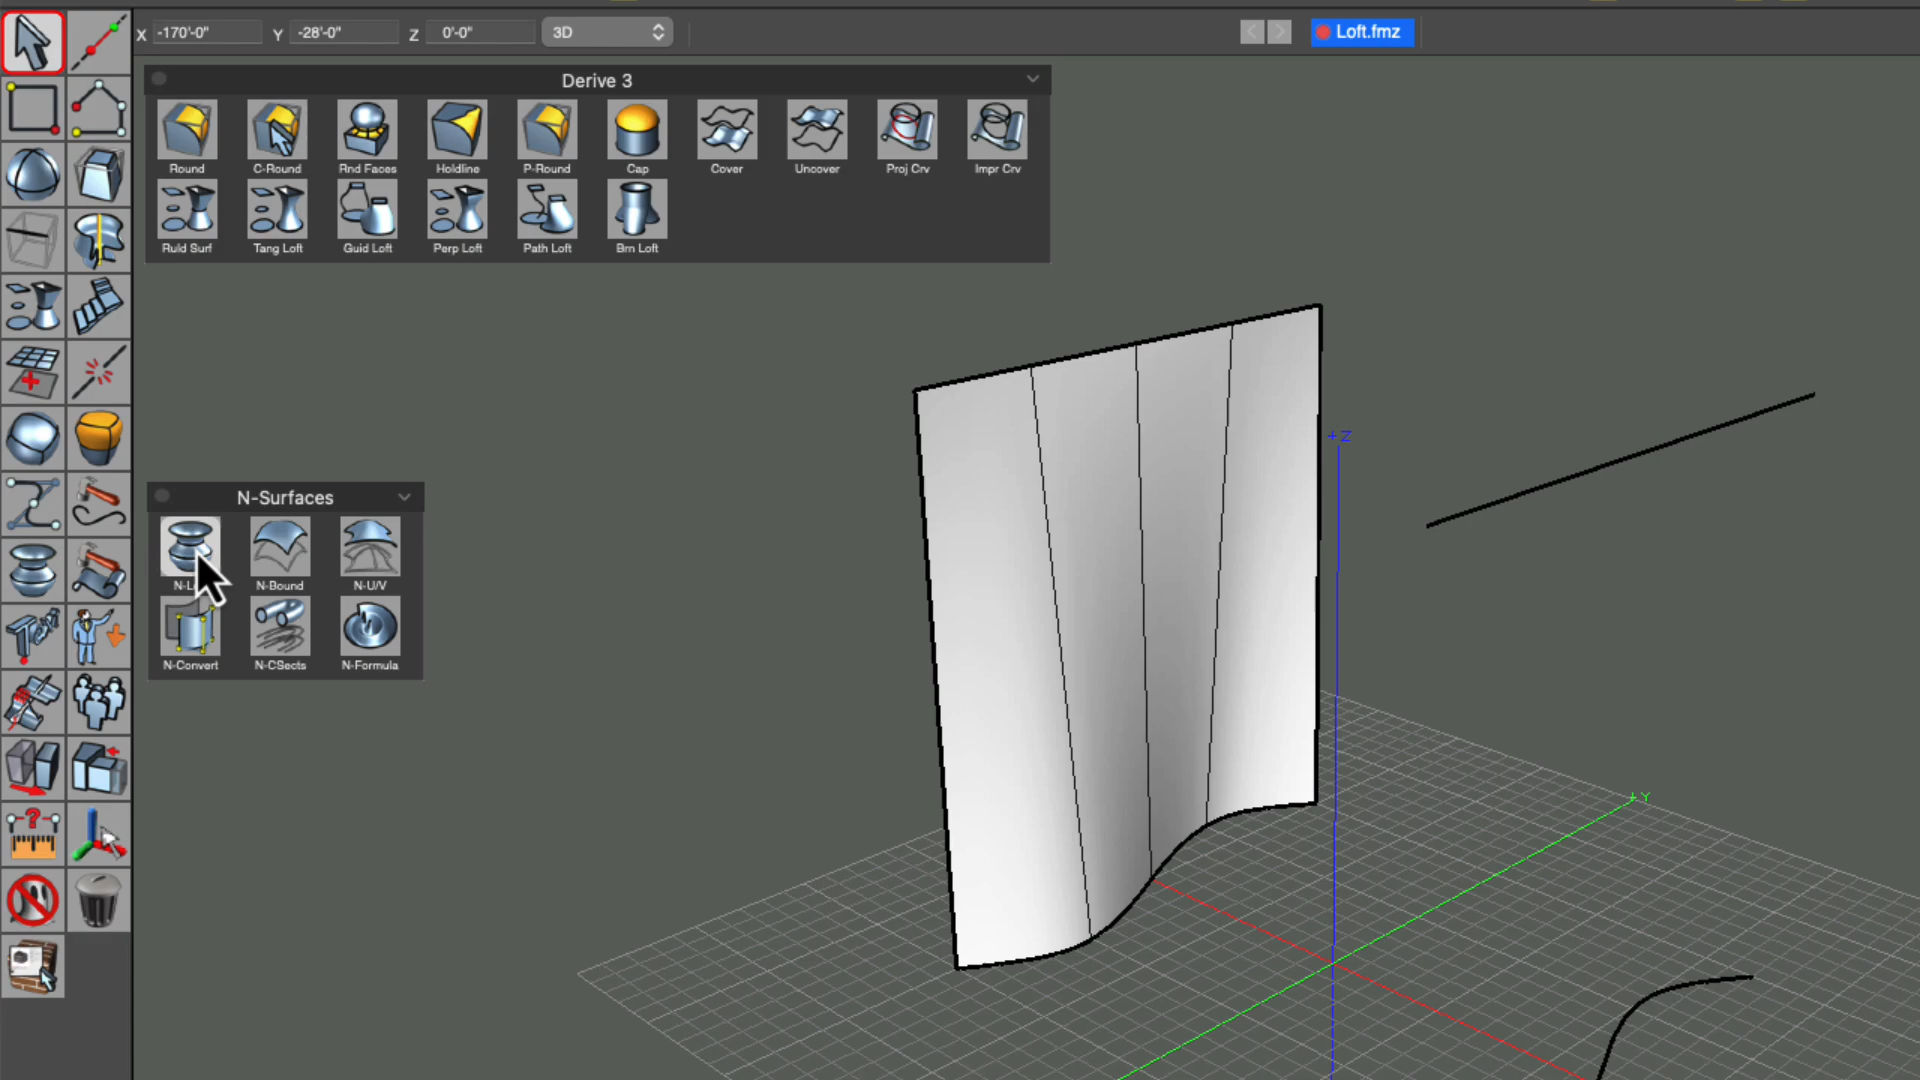 X -170'-0" Y -28'-0" Z 0'-0" 3D Loft.fmz
Derive 3
Round C-Round Rnd Faces Holdline P-Round Cap Cover Uncover Proj Crv Impr Crv
Ruld Surf Tang Loft Guid Loft Perp Loft Path Loft Brn Loft
+Z
N-Surfaces
N-Bound N-U/V
N-Convert N-CSects N-Formula
+Y
?